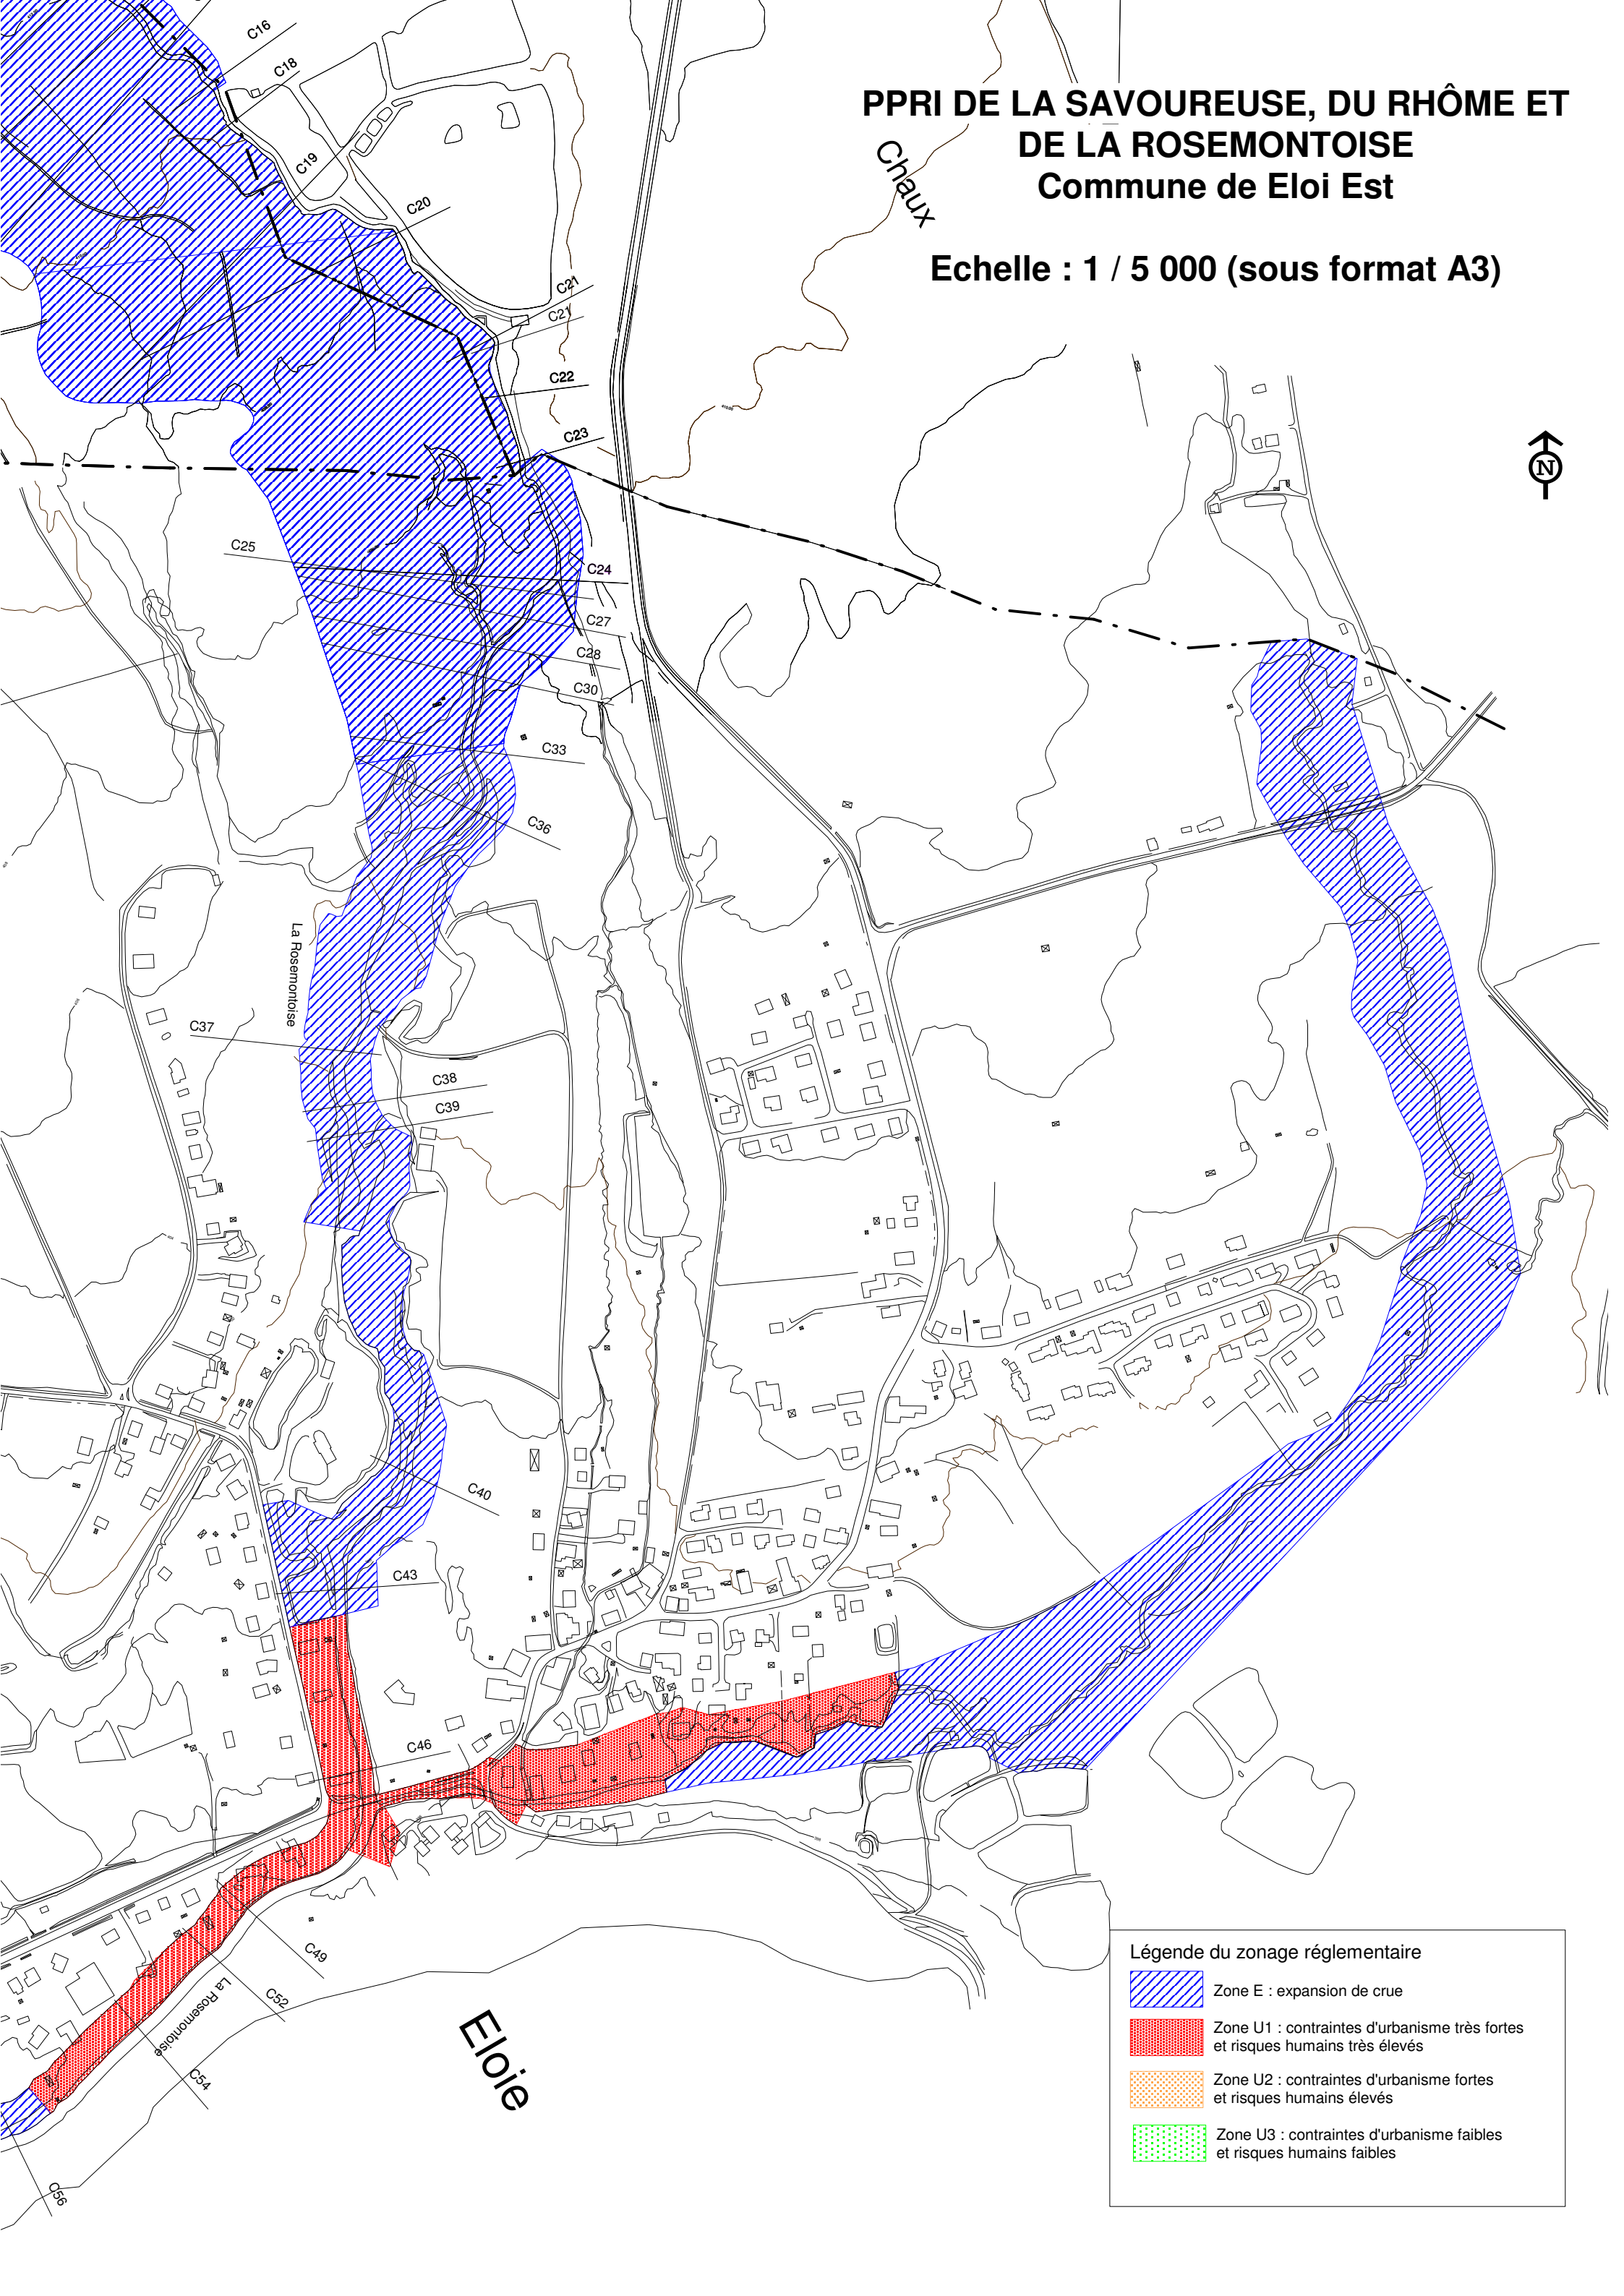 PPRI DE LA SAVOUREUSE, DU RHÔME ET
DE LA ROSEMONTOISE
Commune de Eloi Est
Echelle : 1 / 5 000 (sous format A3)
Chaux
N
C16
C18
C19
C20
C21
C21
C22
C23
C25
C24
C27
C28
C30
C33
C36
La Rosemontoise
C37
C38
C39
C40
C43
C46
C49
C52
La Rosemontoise
C54
C56
Eloie
Légende du zonage réglementaire
Zone E : expansion de crue
Zone U1 : contraintes d'urbanisme très fortes
et risques humains très élevés
Zone U2 : contraintes d'urbanisme fortes
et risques humains élevés
Zone U3 : contraintes d'urbanisme faibles
et risques humains faibles